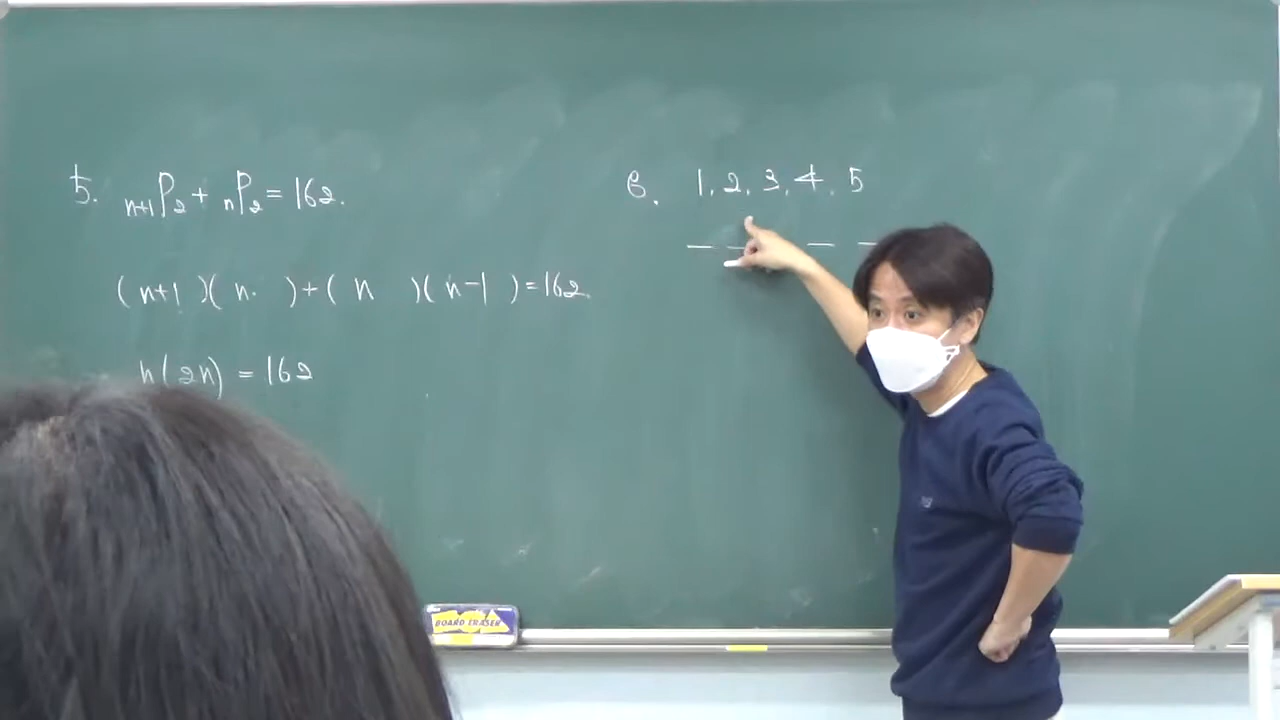 5. n+1P2 + nP2 = 162.
(n+1)(n.)+(n)(n-1)=162.
n(2n) = 162
6. 1, 2, 3, 4, 5
BOARD ERASER